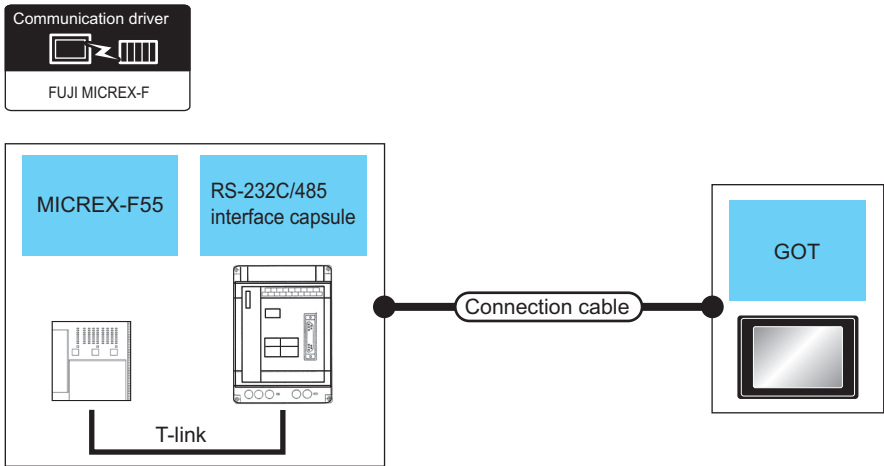 Communication driver
FUJI MICREX-F
MICREX-F55
RS-232C/485
interface capsule
GOT
Connection cable
T-link